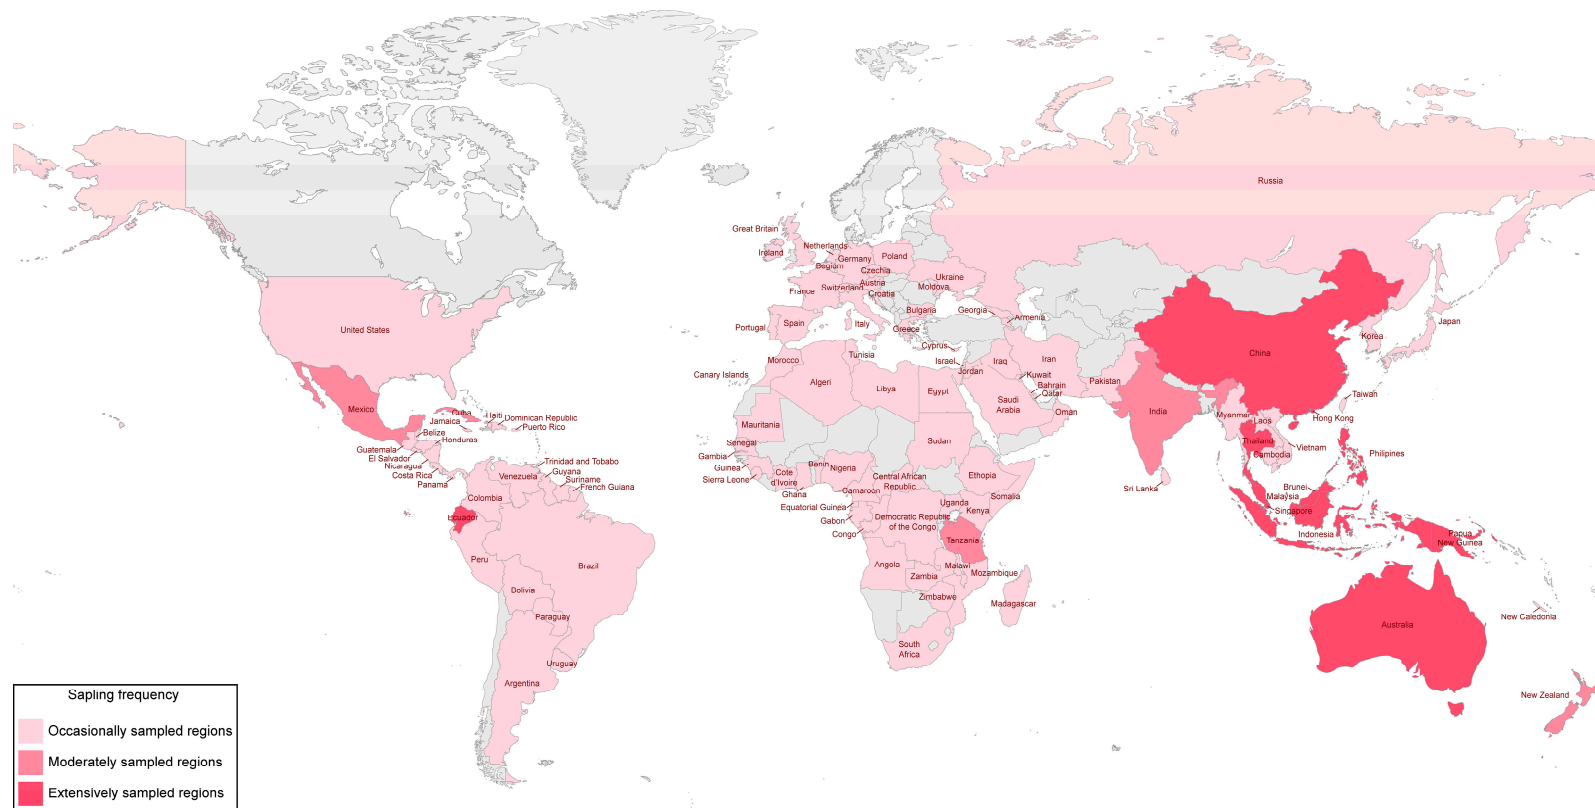 Russia
Great Britain
Ireland
Netherlands
Germany
Poland
Belgium
Czechia
Ukraine
Austria
France
Switzerland
Moldova
Croatia
Bulgaria
Georgia
Armenia
Portugal
Spain
Italy
Greece
United States
Japan
Korea
China
Cyprus
Tunisia
Morocco
Israel
Iraq
Iran
Jordan
Kuwait
Canary Islands
Algeri
Libya
Egypt
Bahrain
Pakistan
Qatar
Saudi
Arabia
Oman
Taiwan
Mexico
Cuba
Haiti
Dominican Republic
Jamaica
Puerto Rico
Belize
Honduras
Guatemala
El Salvador
Nicaragua
Costa Rica
Panama
Trinidad and Tobabo
Guyana
Suriname
French Guiana
Venezuela
Colombia
Ecuador
Peru
Brazil
Bolivia
Paraguay
Uruguay
Argentina
Mauritania
Senegal
Gambia
Guinea
Sierra Leone
Cote
d'Ivoire
Ghana
Benin
Nigeria
Sudan
Central African
Republic
Ethopia
Somalia
Camaroon
Equatorial Guinea
Gabon
Congo
Democratic Republic
of the Congo
Uganda
Kenya
Tanzania
Angola
Zambia
Malawi
Mozambique
Zimbabwe
Madagascar
South
Africa
India
Myanmar
Hong Kong
Laos
Thailand
Vietnam
Cambodia
Philipines
Sri Lanka
Brunei
Malaysia
Singapore
Indonesia
Papua
New Guinea
Australia
New Caledonia
New Zealand
Sapling frequency
Occasionally sampled regions
Moderately sampled regions
Extensively sampled regions